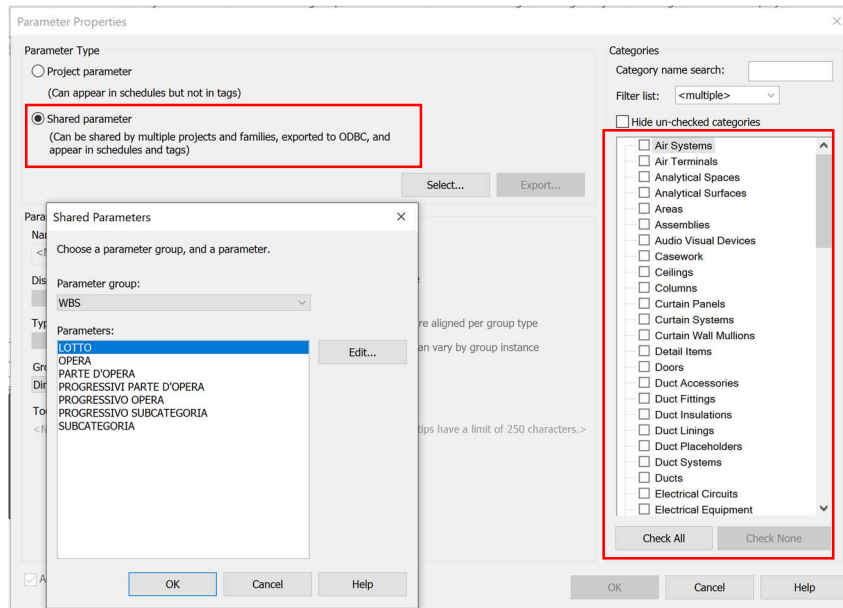 Parameter Properties
Parameter Type
Project parameter
(Can appear in schedules but not in tags)
Shared parameter
(Can be shared by multiple projects and families, exported to ODBC, and
appear in schedules and tags)
Select...
Export...
Shared Parameters
Choose a parameter group, and a parameter.
Parameter group:
WBS
Parameters:
LOTTO
OPERA
PARTE D'OPERA
PROGRESSIVI PARTE D'OPERA
PROGRESSIVO OPERA
PROGRESSIVO SUBCATEGORIA
SUBCATEGORIA
Edit...
OK
Cancel
Help
re aligned per group type
an vary by group instance
tips have a limit of 250 characters.>
Categories
Category name search:
Filter list:
<multiple>
Hide un-checked categories
Air Systems
Air Terminals
Analytical Spaces
Analytical Surfaces
Areas
Assemblies
Audio Visual Devices
Casework
Ceilings
Columns
Curtain Panels
Curtain Systems
Curtain Wall Mullions
Detail Items
Doors
Duct Accessories
Duct Fittings
Duct Insulations
Duct Linings
Duct Placeholders
Duct Systems
Ducts
Electrical Circuits
Electrical Equipment
Check All
Check None
OK
Cancel
Help